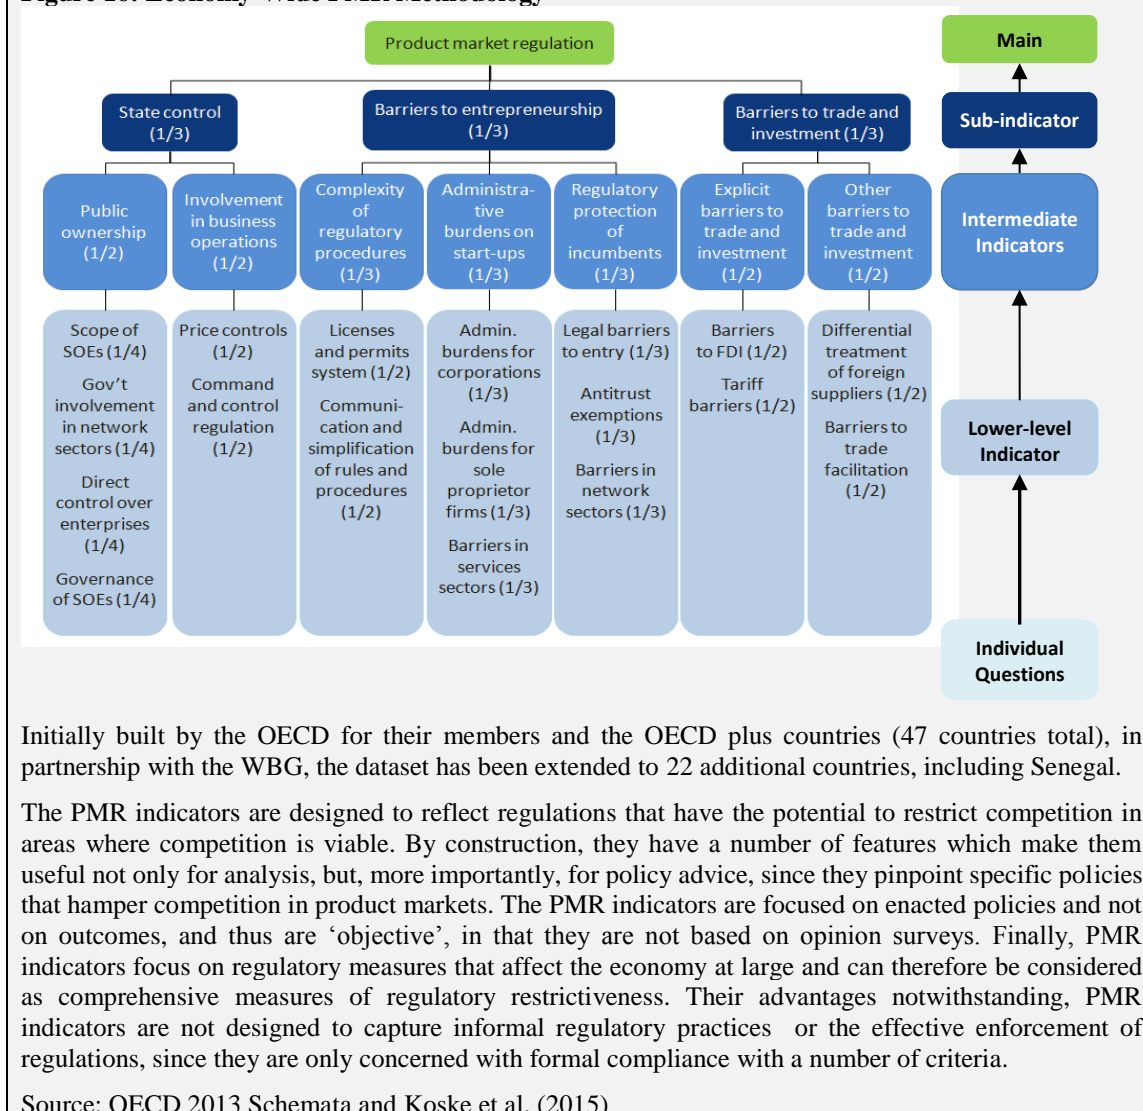 Figure 10: Economy-Wide PMR Methodology
Product market regulation
Main
State control
(1/3)
Barriers to entrepreneurship
(1/3)
Barriers to trade and
investment (1/3)
Sub-indicator
Public
ownership
(1/2)
Involvement
in business
operations
(1/2)
Complexity
of
regulatory
procedures
(1/3)
Administra-
tive
burdens on
start-ups
(1/3)
Regulatory
protection
of
incumbents
(1/3)
Explicit
barriers to
trade and
investment
(1/2)
Other
barriers to
trade and
investment
(1/2)
Intermediate
Indicators
Scope of
SOEs (1/4)
Gov't
involvement
in network
sectors (1/4)
Direct
control over
enterprises
(1/4)
Governance
of SOEs (1/4)
Price controls
(1/2)
Command
and control
regulation
(1/2)
Licenses
and permits
system (1/2)
Communi-
cation and
simplification
of rules and
procedures
(1/2)
Admin.
burdens for
corporations
(1/3)
Admin.
burdens for
sole
proprietor
firms (1/3)
Barriers in
services
sectors (1/3)
Legal barriers
to entry (1/3)
Antitrust
exemptions
(1/3)
Barriers in
network
sectors (1/3)
Barriers
to FDI (1/2)
Tariff
barriers (1/2)
Differential
treatment
of foreign
suppliers (1/2)
Barriers to
trade
facilitation
(1/2)
Lower-level
Indicator
Individual
Questions
Initially built by the OECD for their members and the OECD plus countries (47 countries total), in
partnership with the WBG, the dataset has been extended to 22 additional countries, including Senegal.
The PMR indicators are designed to reflect regulations that have the potential to restrict competition in
areas where competition is viable. By construction, they have a number of features which make them
useful not only for analysis, but, more importantly, for policy advice, since they pinpoint specific policies
that hamper competition in product markets. The PMR indicators are focused on enacted policies and not
on outcomes, and thus are ‘objective’, in that they are not based on opinion surveys. Finally, PMR
indicators focus on regulatory measures that affect the economy at large and can therefore be considered
as comprehensive measures of regulatory restrictiveness. Their advantages notwithstanding, PMR
indicators are not designed to capture informal regulatory practices or the effective enforcement of
regulations, since they are only concerned with formal compliance with a number of criteria.
Source: OECD 2013 Schemata and Koske et al. (2015)